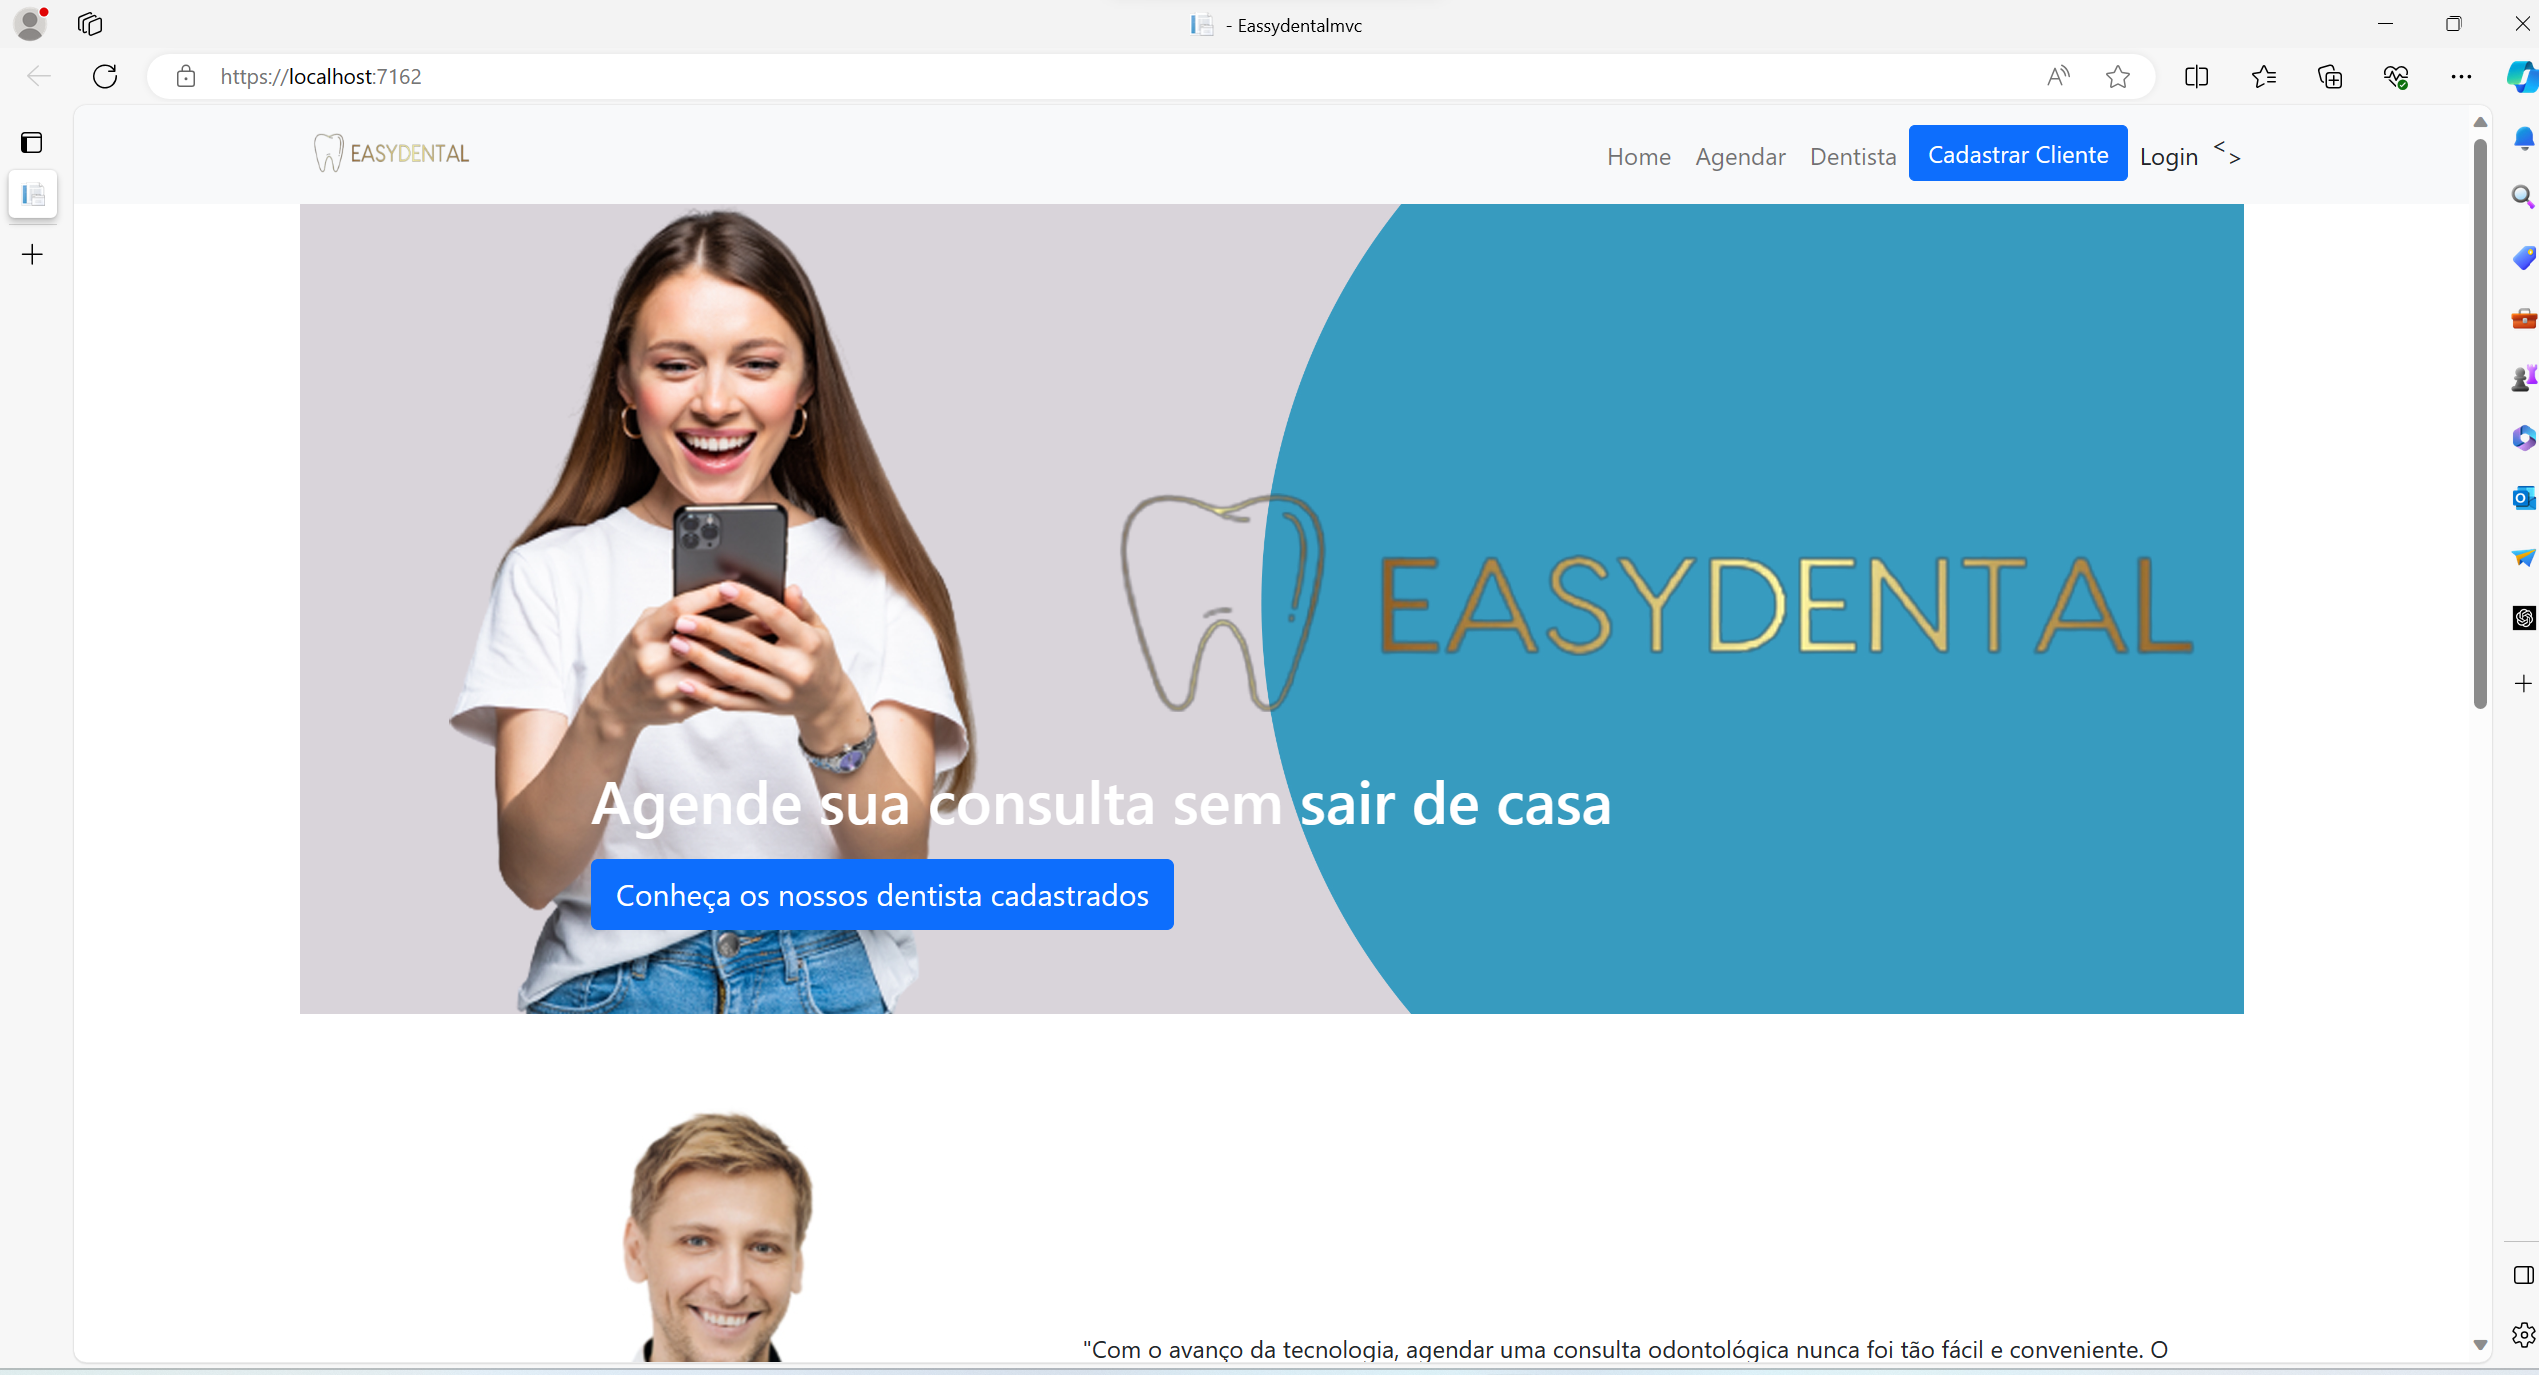 - Eassydentalmvc
https://localhost:7162
EASYDENTAL
Home Agendar Dentista Cadastrar Cliente Login < >
EASYDENTAL
Agende sua consulta sem sair de casa
Conheça os nossos dentista cadastrados
"Com o avanço da tecnologia, agendar uma consulta odontológica nunca foi tão fácil e conveniente. O